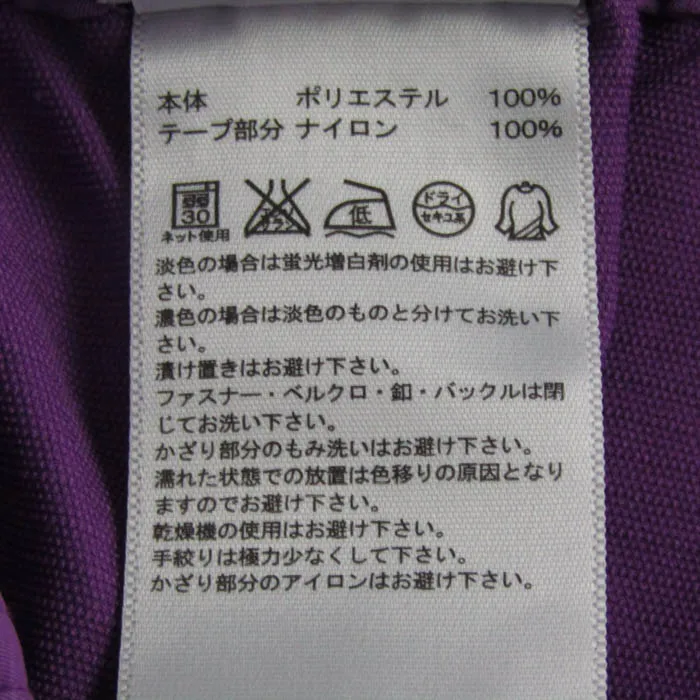 本体 ポリエステル 100%
テープ部分 ナイロン 100%
弱 30 エンソ サラシ 低 ドライ セキユ系
ネット使用
淡色の場合は蛍光増白剤の使用はお避け下
さい。
濃色の場合は淡色のものと分けてお洗い下
さい。
漬け置きはお避け下さい。
ファスナー・ベルクロ・釦・バックルは閉
じてお洗い下さい。
かざり部分のもみ洗いはお避け下さい。
濡れた状態での放置は色移りの原因となり
ますのでお避け下さい。
乾燥機の使用はお避け下さい。
手絞りは極力少なくして下さい。
かざり部分のアイロンはお避け下さい。